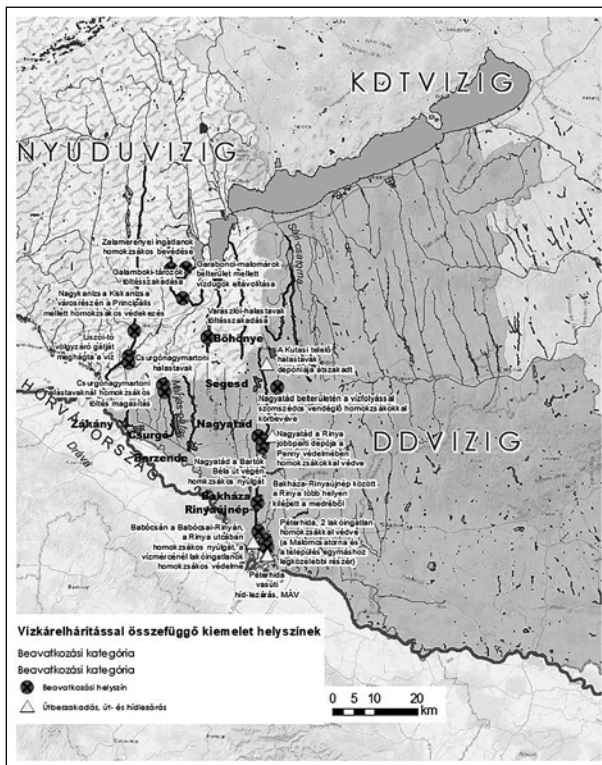 KDTVIZIG
NYUDUVIZIG
Zalamerenyei ingatlanok
homokzsákos bevédése
Galamboki-tározók
töltésszakadása
Garabonci-malomárok
belterület mellett
vízdugók eltávolítása
Nagykanizsa Kiskanizsa
városrészén a Principális
mellett homokzsákos védekezés
Varászlói-halastavak
töltésszakadása
Liszói-tó
völgyzáró gátját
meghágta a víz
Böhönye
Csurgónagymartoni
halastavak
A Kutasi telelő
halastavak
depóniája átszakadt
Csurgónagymartoni
halastavaknál homokzsákos
töltés magasítás
Segesd
Nagyatád belterületén a vízfolyással
szomszédos vendéglő homokzsákokkal
körbevéve
HORVÁTORSZÁG
Zákány
Csurgó
Nagyatád
DDVIZIG
Nagyatád a Rinya
jobbparti depója a
Penny védelmében
homokzsákokkal védve
Berzende
Nagyatád a Bartók
Béla út végén
homokzsákos nyúlgát
Dráva
Bakháza
Rinyaújnép
Bakháza-Rinyaújnép között
a Rinya több helyen
kilépett a medréből
Babócsán a Babócsai-Rinyán,
a Rinya utcában
homokzsákos nyúlgát, a
vízmércénél lakóingatlanok
homokzsákos védelme
Péterhida, 2 lakóingatlan
homokzsákkal védve
(a Malomcsatorna és
a település egymáshoz
legközelebbi részér)
Péterhida
vasúti
híd-lezárás, MÁV
Vízkárelhárítással összefüggő kiemelet helyszínek
Beavatkozási kategória
Beavatkozási kategória
Beavatkozási helyszín
Útbeszakadás, út- és hídlezárás
0 5 10 20
km